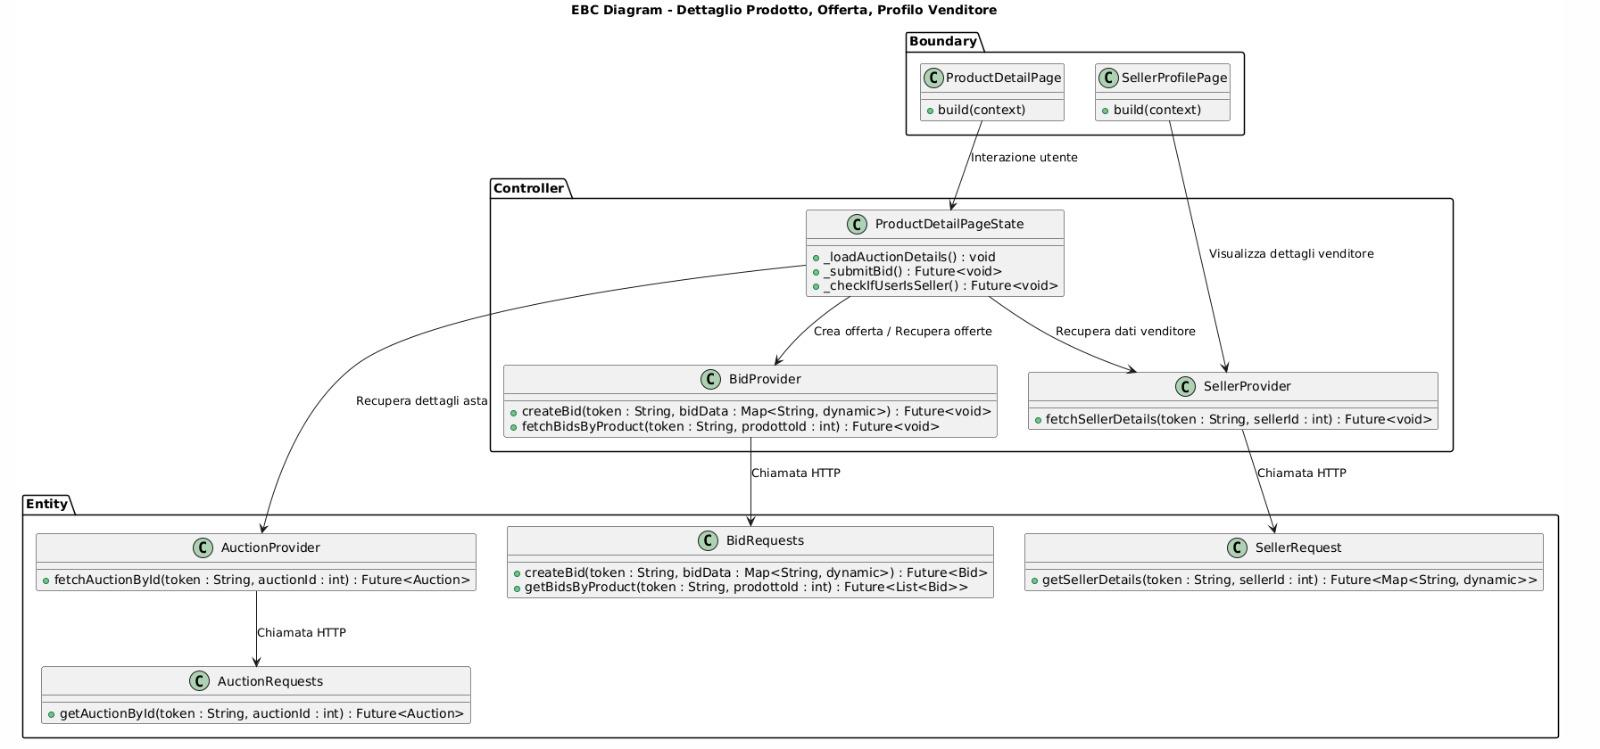 EBC Diagram - Dettaglio Prodotto, Offerta, Profilo Venditore
Boundary
C ProductDetailPage
build(context)
C SellerProfilePage
build(context)
Interazione utente
Controller
C ProductDetailPageState
_loadAuctionDetails() : void
_submitBid() : Future<void>
_checkIfUserIsSeller() : Future<void>
Visualizza dettagli venditore
Crea offerta / Recupera offerte
Recupera dati venditore
Recupera dettagli asta
C BidProvider
createBid(token : String, bidData : Map<String, dynamic>) : Future<void>
fetchBidsByProduct(token : String, prodottoId : int) : Future<void>
C SellerProvider
fetchSellerDetails(token : String, sellerId : int) : Future<void>
Chiamata HTTP
Chiamata HTTP
Entity
C AuctionProvider
fetchAuctionById(token : String, auctionId : int) : Future<Auction>
C BidRequests
createBid(token : String, bidData : Map<String, dynamic>) : Future<Bid>
getBidsByProduct(token : String, prodottoId : int) : Future<List<Bid>>
C SellerRequest
getSellerDetails(token : String, sellerId : int) : Future<Map<String, dynamic>>
Chiamata HTTP
C AuctionRequests
getAuctionById(token : String, auctionId : int) : Future<Auction>